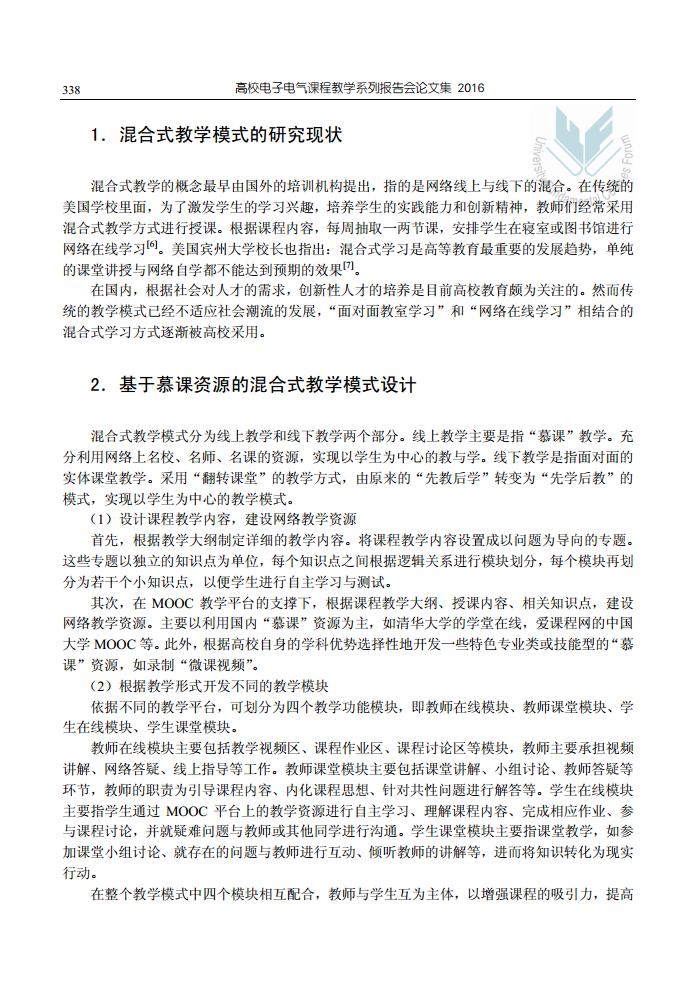 338
高校电子电气课程教学系列报告会论文集 2016
1．混合式教学模式的研究现状
混合式教学的概念最早由国外的培训机构提出，指的是网络线上与线下的混合。在传统的
美国学校里面，为了激发学生的学习兴趣，培养学生的实践能力和创新精神，教师们经常采用
混合式教学方式进行授课。根据课程内容，每周抽取一两节课，安排学生在寝室或图书馆进行
网络在线学习[6]。美国宾州大学校长也指出：混合式学习是高等教育最重要的发展趋势，单纯
的课堂讲授与网络自学都不能达到预期的效果[7]。
在国内，根据社会对人才的需求，创新性人才的培养是目前高校教育颇为关注的。然而传
统的教学模式已经不适应社会潮流的发展，“面对面教室学习”和“网络在线学习”相结合的
混合式学习方式逐渐被高校采用。
2．基于慕课资源的混合式教学模式设计
混合式教学模式分为线上教学和线下教学两个部分。线上教学主要是指“慕课”教学。充
分利用网络上名校、名师、名课的资源，实现以学生为中心的教与学。线下教学是指面对面的
实体课堂教学。采用“翻转课堂”的教学方式，由原来的“先教后学”转变为“先学后教”的
模式，实现以学生为中心的教学模式。
（1）设计课程教学内容，建设网络教学资源
首先，根据教学大纲制定详细的教学内容。将课程教学内容设置成以问题为导向的专题。
这些专题以独立的知识点为单位，每个知识点之间根据逻辑关系进行模块划分，每个模块再划
分为若干个小知识点，以便学生进行自主学习与测试。
其次，在 MOOC 教学平台的支撑下，根据课程教学大纲、授课内容、相关知识点，建设
网络教学资源。主要以利用国内“慕课”资源为主，如清华大学的学堂在线，爱课程网的中国
大学 MOOC 等。此外，根据高校自身的学科优势选择性地开发一些特色专业类或技能型的“慕
课”资源，如录制“微课视频”。
（2）根据教学形式开发不同的教学模块
依据不同的教学平台，可划分为四个教学功能模块，即教师在线模块、教师课堂模块、学
生在线模块、学生课堂模块。
教师在线模块主要包括教学视频区、课程作业区、课程讨论区等模块，教师主要承担视频
讲解、网络答疑、线上指导等工作。教师课堂模块主要包括课堂讲解、小组讨论、教师答疑等
环节，教师的职责为引导课程内容、内化课程思想、针对共性问题进行解答等。学生在线模块
主要指学生通过 MOOC 平台上的教学资源进行自主学习、理解课程内容、完成相应作业、参
与课程讨论，并就疑难问题与教师或其他同学进行沟通。学生课堂模块主要指课堂教学，如参
加课堂小组讨论、就存在的问题与教师进行互动、倾听教师的讲解等，进而将知识转化为现实
行动。
在整个教学模式中四个模块相互配合，教师与学生互为主体，以增强课程的吸引力，提高